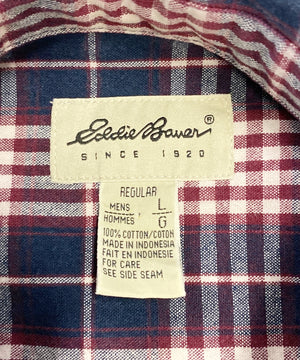 Eddie Bauer ®
SINCE 1920
REGULAR
MENS L
HOMMES G
100% COTTON/COTON
MADE IN INDONESIA
FAIT EN INDONESIE
FOR CARE
SEE SIDE SEAM